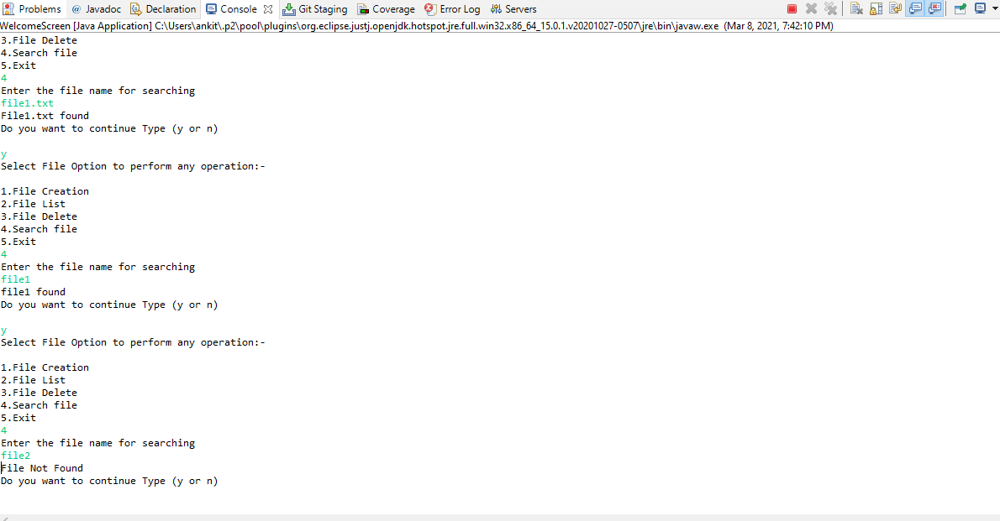 Problems @ Javadoc Declaration Console Git Staging Coverage Error Log Servers
WelcomeScreen [Java Application] C:\Users\ankit\.p2\pool\plugins\org.eclipse.justj.openjdk.hotspot.jre.full.win32.x86_64_15.0.1.v20201027-0507\jre\bin\javaw.exe (Mar 8, 2021, 7:42:10 PM)
3.File Delete
4.Search file
5.Exit
4
Enter the file name for searching
file1.txt
File1.txt found
Do you want to continue Type (y or n)
y
Select File Option to perform any operation:-
1.File Creation
2.File List
3.File Delete
4.Search file
5.Exit
4
Enter the file name for searching
file1
file1 found
Do you want to continue Type (y or n)
y
Select File Option to perform any operation:-
1.File Creation
2.File List
3.File Delete
4.Search file
5.Exit
4
Enter the file name for searching
file2
File Not Found
Do you want to continue Type (y or n)